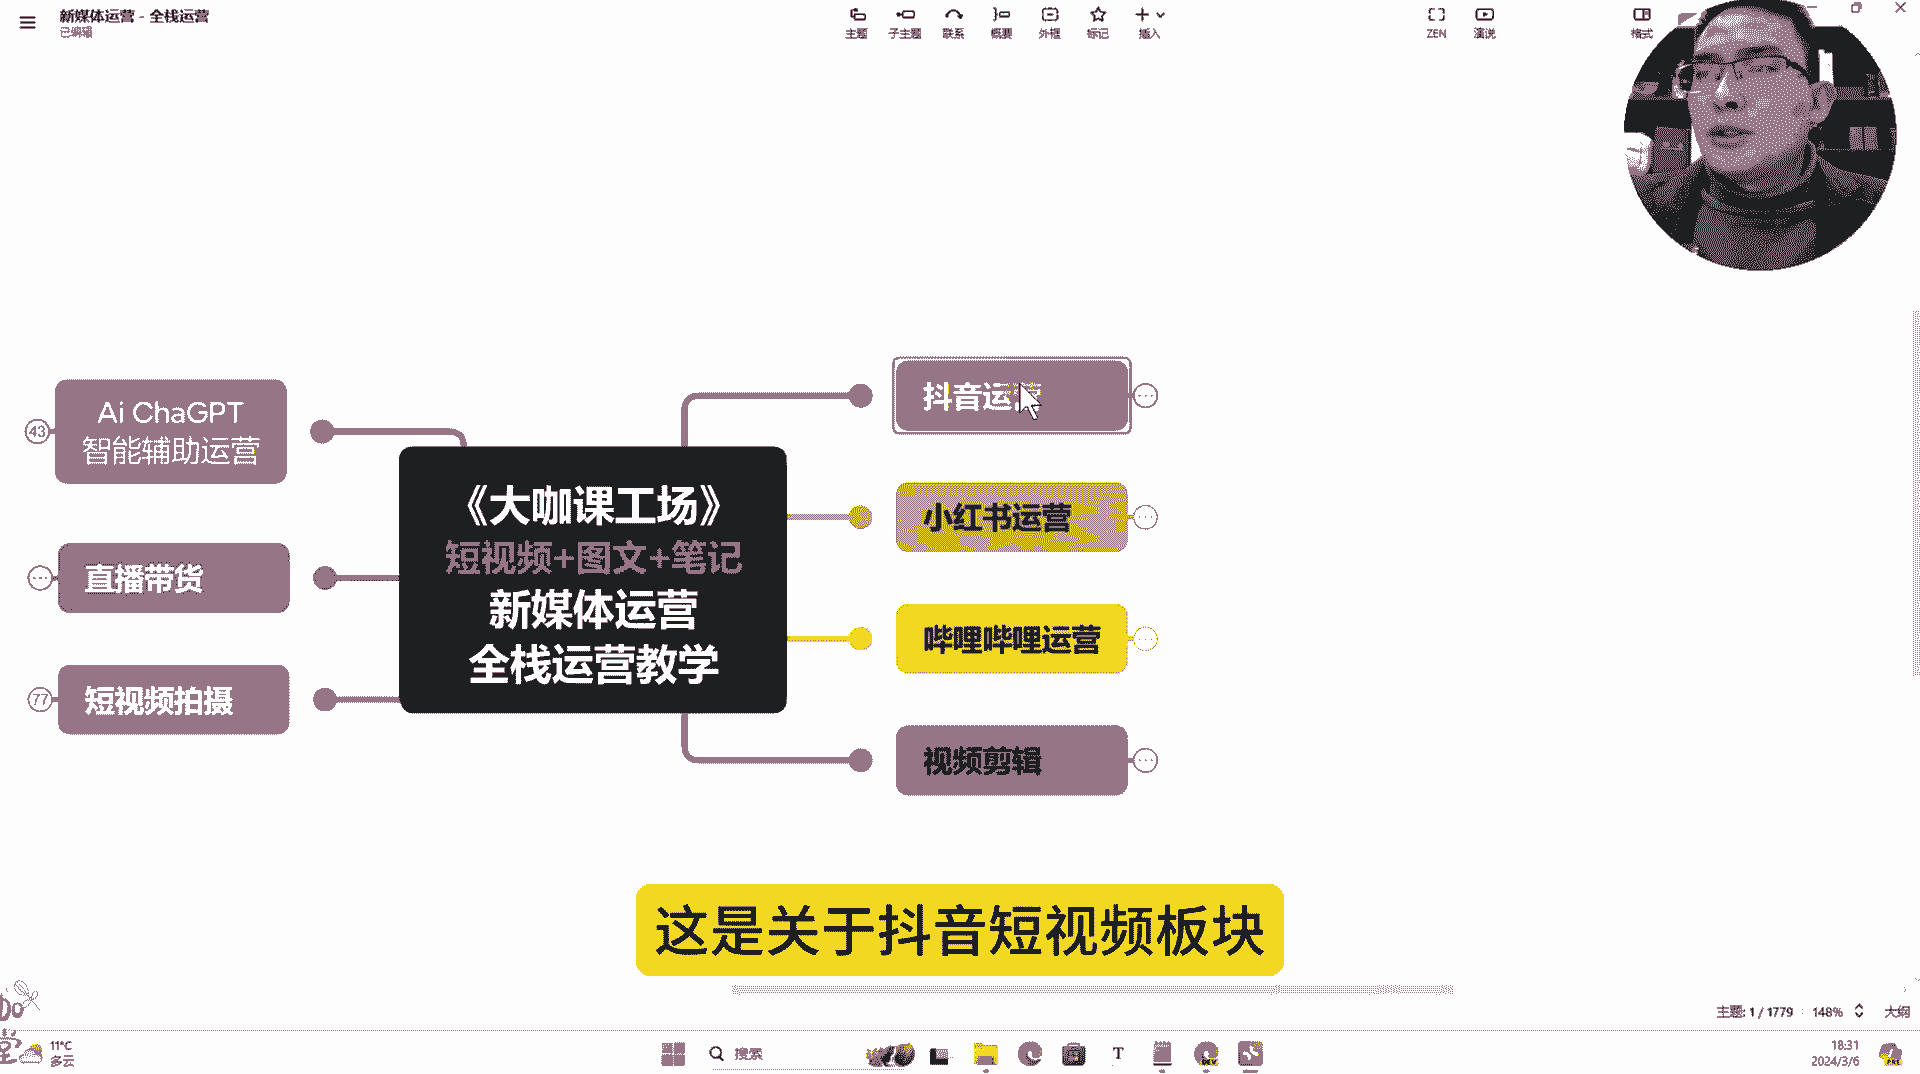 新媒体运营 - 全栈运营
已编辑
主题
子主题
联系
概要
外框
标记
插入
ZEN
演说
格式
Ai ChaGPT
智能辅助运营
43
直播带货
短视频拍摄
77
《大咖课工场》
短视频+图文+笔记
新媒体运营
全栈运营教学
抖音运营
小红书运营
哔哩哔哩运营
视频剪辑
这是关于抖音短视频板块
主题: 1 / 1779
148%
大纲
11°C
多云
搜索
T
DEV
18:31
2024/3/6
PRE